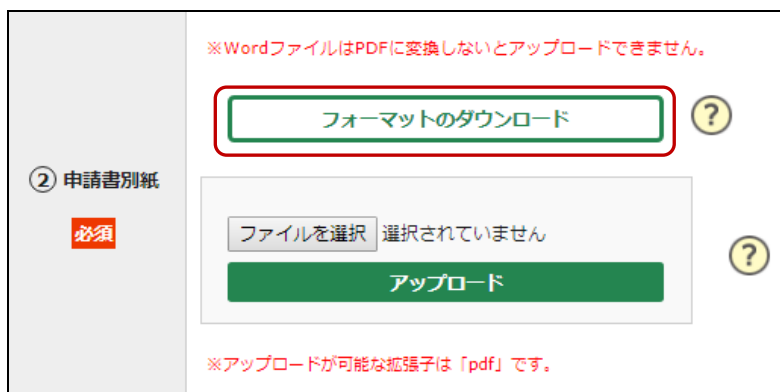 ※WordファイルはPDFに変換しないとアップロードできません。
フォーマットのダウンロード
?
② 申請書別紙
必須
ファイルを選択 選択されていません
アップロード
?
※アップロードが可能な拡張子は「pdf」です。